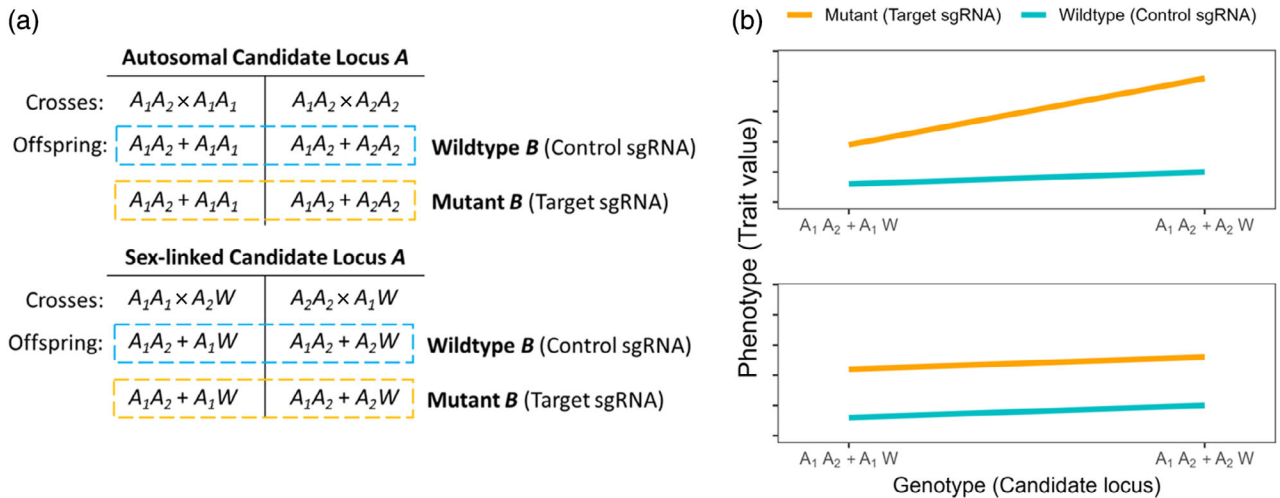 (a)
Autosomal Candidate Locus A
Crosses: A₁A₂ × A₁A₁ A₁A₂ × A₂A₂
Offspring: A₁A₂ + A₁A₁ A₁A₂ + A₂A₂ Wildtype B (Control sgRNA)
A₁A₂ + A₁A₁ A₁A₂ + A₂A₂ Mutant B (Target sgRNA)
Sex-linked Candidate Locus A
Crosses: A₁A₁ × A₂W A₂A₂ × A₁W
Offspring: A₁A₂ + A₁W A₁A₂ + A₂W Wildtype B (Control sgRNA)
A₁A₂ + A₁W A₁A₂ + A₂W Mutant B (Target sgRNA)
(b)
Mutant (Target sgRNA) Wildtype (Control sgRNA)
Phenotype (Trait value)
A₁ A₂ + A₁ W A₁ A₂ + A₂ W
A₁ A₂ + A₁ W A₁ A₂ + A₂ W
Genotype (Candidate locus)